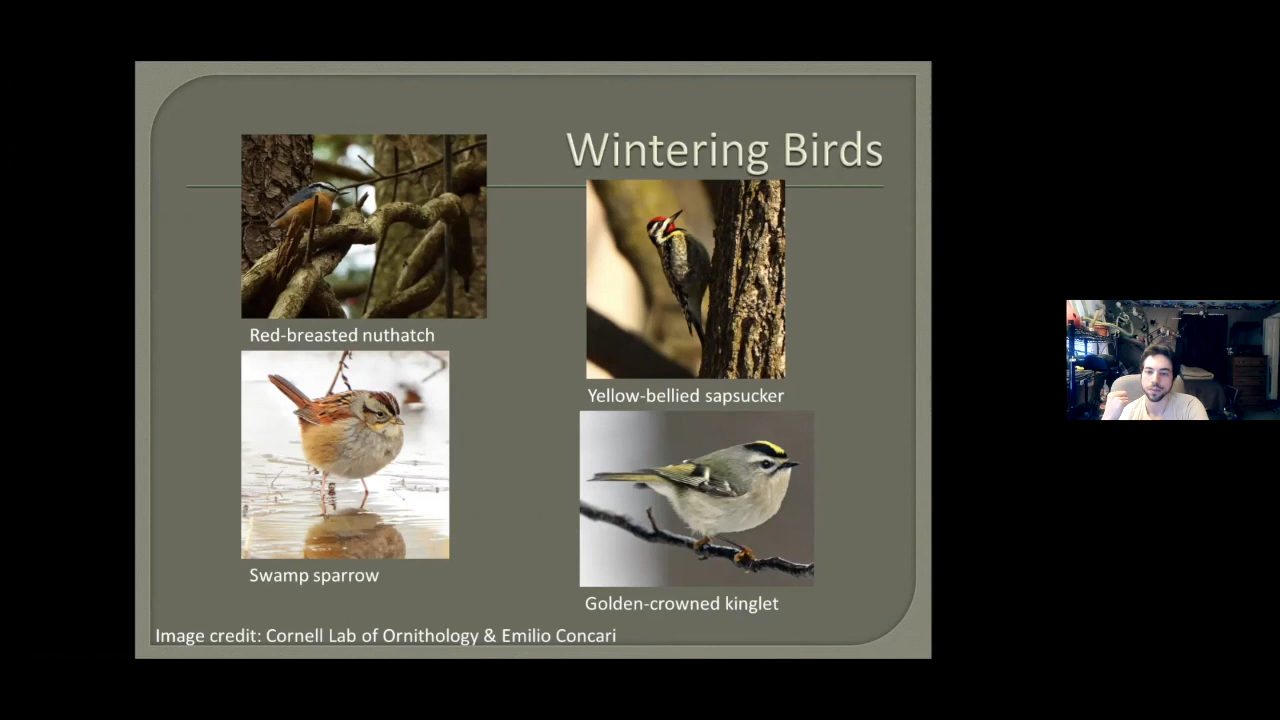 Wintering Birds
Red-breasted nuthatch
Yellow-bellied sapsucker
Swamp sparrow
Golden-crowned kinglet
Image credit: Cornell Lab of Ornithology & Emilio Concari